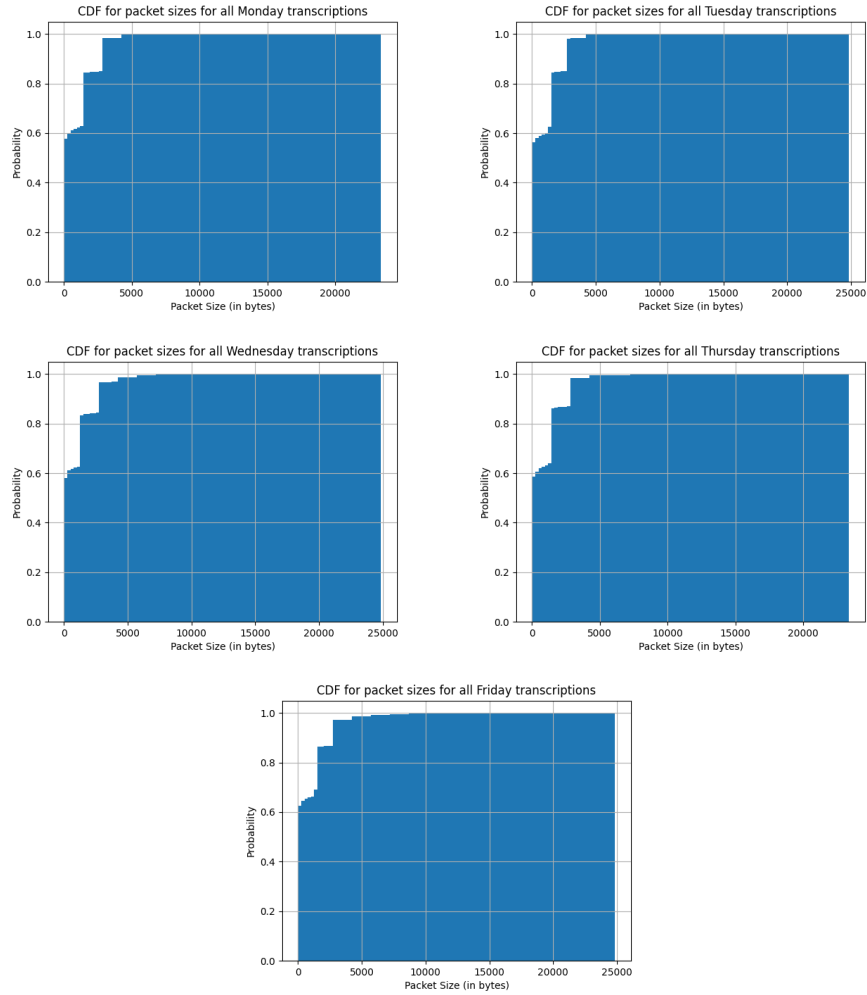 CDF for packet sizes for all Monday transcriptions
1.0
0.8
0.6
0.4
0.2
0.0
Probability
0 5000 10000 15000 20000
Packet Size (in bytes)
CDF for packet sizes for all Tuesday transcriptions
1.0
0.8
0.6
0.4
0.2
0.0
Probability
0 5000 10000 15000 20000 25000
Packet Size (in bytes)
CDF for packet sizes for all Wednesday transcriptions
1.0
0.8
0.6
0.4
0.2
0.0
Probability
0 5000 10000 15000 20000 25000
Packet Size (in bytes)
CDF for packet sizes for all Thursday transcriptions
1.0
0.8
0.6
0.4
0.2
0.0
Probability
0 5000 10000 15000 20000
Packet Size (in bytes)
CDF for packet sizes for all Friday transcriptions
1.0
0.8
0.6
0.4
0.2
0.0
Probability
0 5000 10000 15000 20000 25000
Packet Size (in bytes)